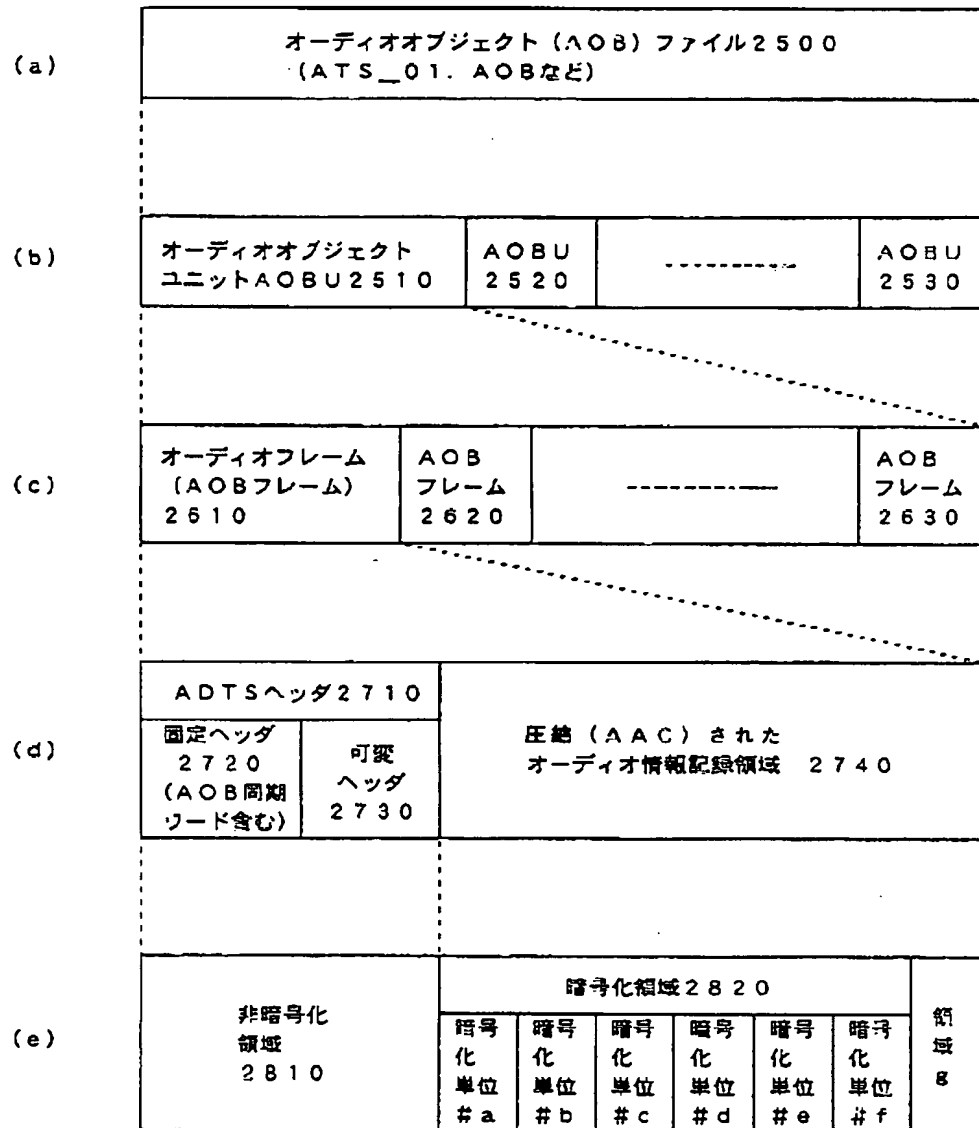 (a)
オーディオオブジェクト（AOB）ファイル2500
（ATS_01．AOBなど）
(b)
オーディオオブジェクト
ユニットAOBU2510
AOBU
2520
AOBU
2530
(c)
オーディオフレーム
（AOBフレーム）
2610
AOB
フレーム
2620
AOB
フレーム
2630
(d)
ADTSヘッダ2710
固定ヘッダ
2720
（AOB同期
ワード含む）
可変
ヘッダ
2730
圧縮（AAC）された
オーディオ情報記録領域　2740
(e)
非暗号化
領域
2810
暗号化領域2820
暗号
化
単位
#a
暗号
化
単位
#b
暗号
化
単位
#c
暗号
化
単位
#d
暗号
化
単位
#e
暗号
化
単位
#f
領
域
g